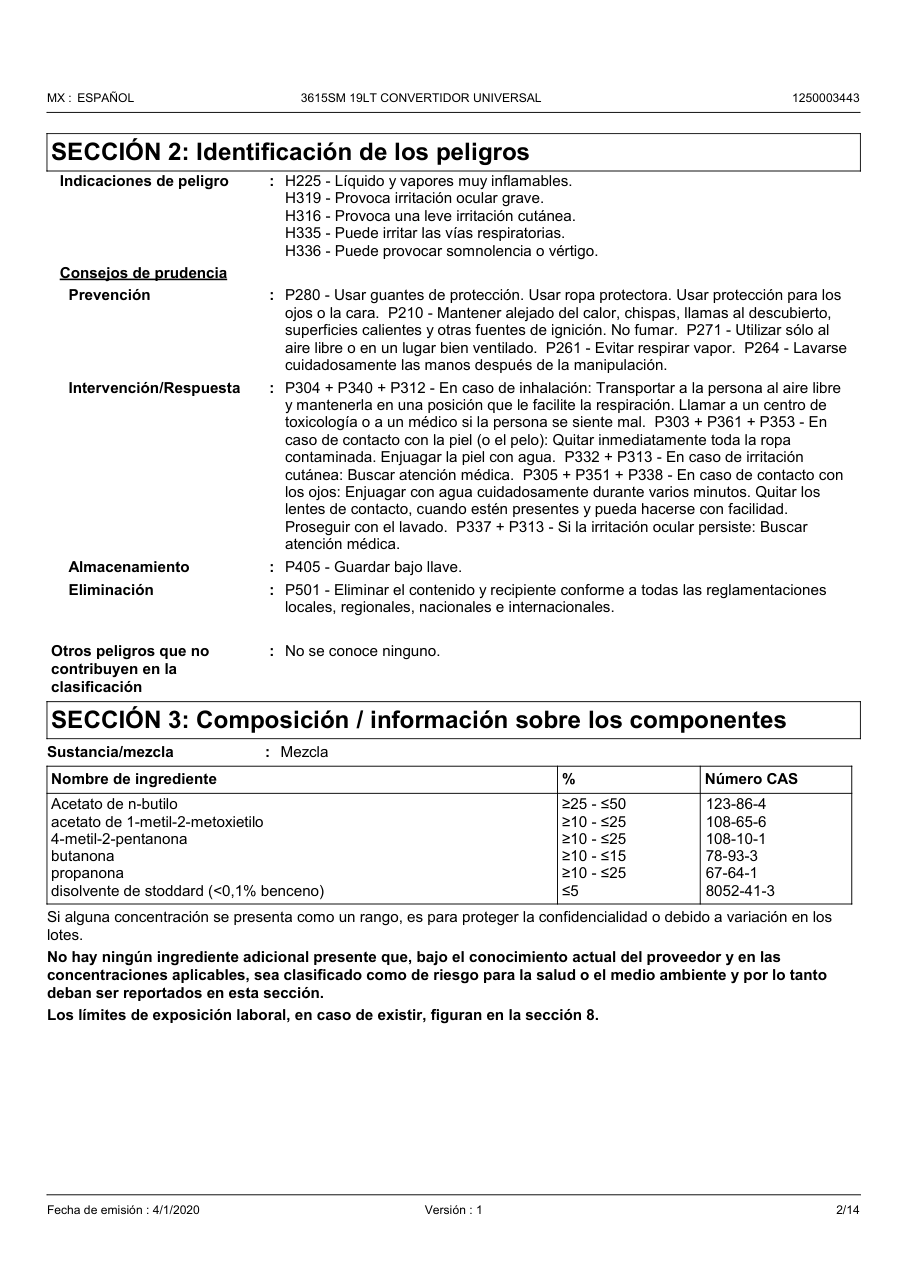 MX : ESPAÑOL 3615SM 19LT CONVERTIDOR UNIVERSAL 1250003443
SECCIÓN 2: Identificación de los peligros
Indicaciones de peligro : H225 - Líquido y vapores muy inflamables.
H319 - Provoca irritación ocular grave.
H316 - Provoca una leve irritación cutánea.
H335 - Puede irritar las vías respiratorias.
H336 - Puede provocar somnolencia o vértigo.
Consejos de prudencia
Prevención : P280 - Usar guantes de protección. Usar ropa protectora. Usar protección para los
ojos o la cara. P210 - Mantener alejado del calor, chispas, llamas al descubierto,
superficies calientes y otras fuentes de ignición. No fumar. P271 - Utilizar sólo al
aire libre o en un lugar bien ventilado. P261 - Evitar respirar vapor. P264 - Lavarse
cuidadosamente las manos después de la manipulación.
Intervención/Respuesta : P304 + P340 + P312 - En caso de inhalación: Transportar a la persona al aire libre
y mantenerla en una posición que le facilite la respiración. Llamar a un centro de
toxicología o a un médico si la persona se siente mal. P303 + P361 + P353 - En
caso de contacto con la piel (o el pelo): Quitar inmediatamente toda la ropa
contaminada. Enjuagar la piel con agua. P332 + P313 - En caso de irritación
cutánea: Buscar atención médica. P305 + P351 + P338 - En caso de contacto con
los ojos: Enjuagar con agua cuidadosamente durante varios minutos. Quitar los
lentes de contacto, cuando estén presentes y pueda hacerse con facilidad.
Proseguir con el lavado. P337 + P313 - Si la irritación ocular persiste: Buscar
atención médica.
Almacenamiento : P405 - Guardar bajo llave.
Eliminación : P501 - Eliminar el contenido y recipiente conforme a todas las reglamentaciones
locales, regionales, nacionales e internacionales.
Otros peligros que no : No se conoce ninguno.
contribuyen en la
clasificación
SECCIÓN 3: Composición / información sobre los componentes
Sustancia/mezcla : Mezcla
Nombre de ingrediente % Número CAS
Acetato de n-butilo ≥25 - ≤50 123-86-4
acetato de 1-metil-2-metoxietilo ≥10 - ≤25 108-65-6
4-metil-2-pentanona ≥10 - ≤25 108-10-1
butanona ≥10 - ≤15 78-93-3
propanona ≥10 - ≤25 67-64-1
disolvente de stoddard (<0,1% benceno) ≤5 8052-41-3
Si alguna concentración se presenta como un rango, es para proteger la confidencialidad o debido a variación en los
lotes.
No hay ningún ingrediente adicional presente que, bajo el conocimiento actual del proveedor y en las
concentraciones aplicables, sea clasificado como de riesgo para la salud o el medio ambiente y por lo tanto
deban ser reportados en esta sección.
Los límites de exposición laboral, en caso de existir, figuran en la sección 8.
Fecha de emisión : 4/1/2020 Versión : 1 2/14